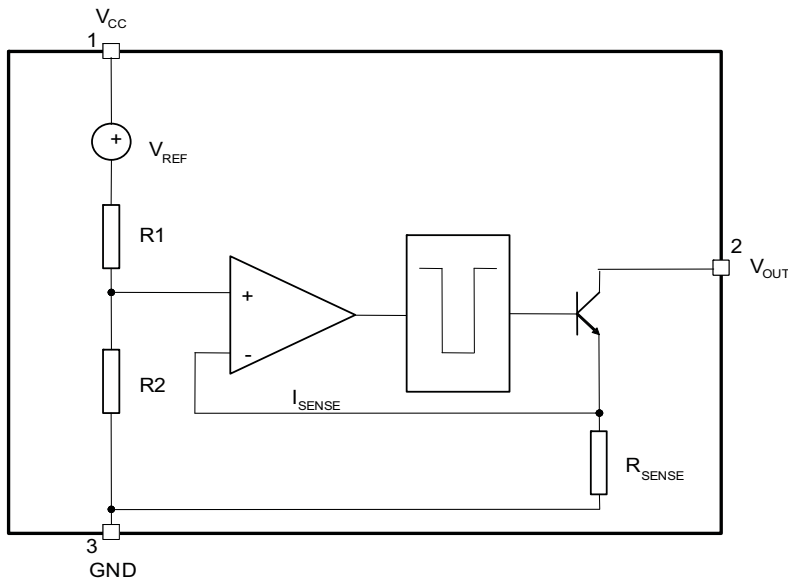 V_CC
1
+
V_REF
R1
2
V_OUT
+
-
R2
I_SENSE
R_SENSE
3
GND